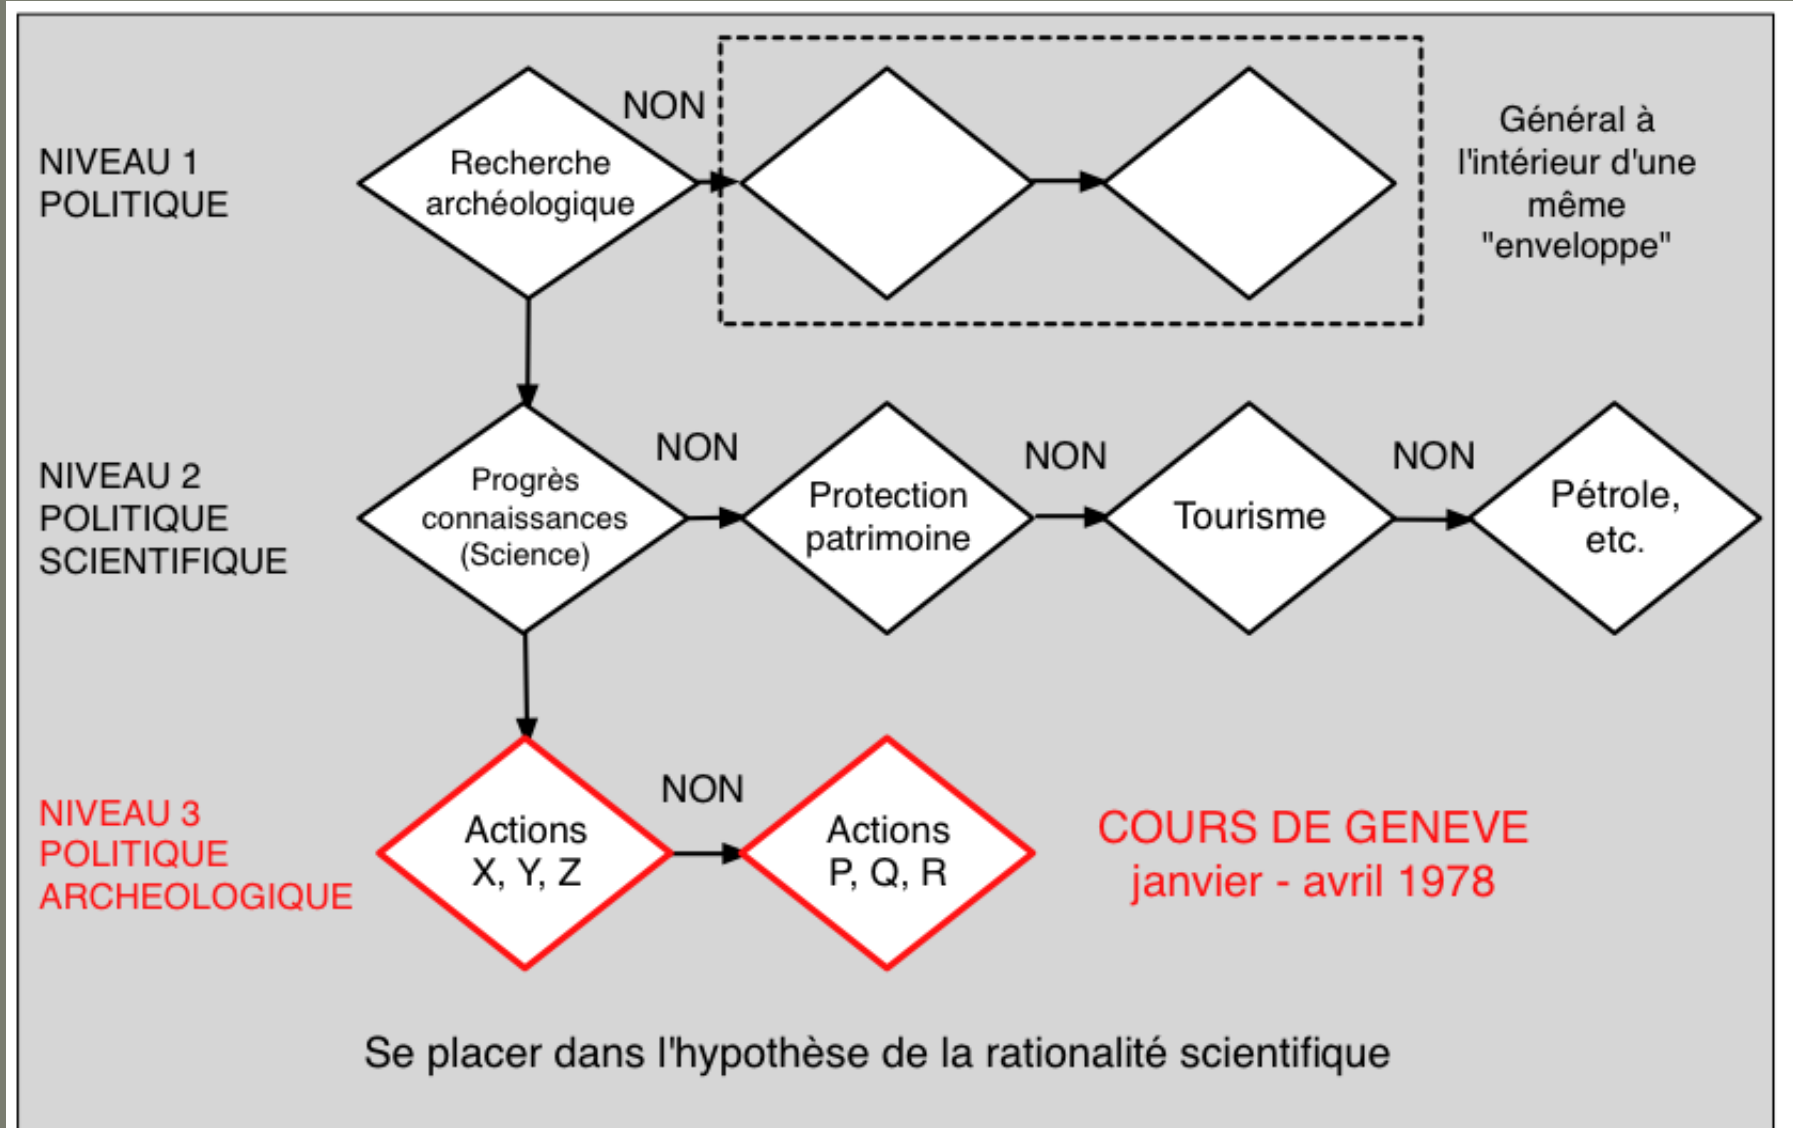 NIVEAU 1
POLITIQUE
Recherche
archéologique
NON
Général à
l'intérieur d'une
même
"enveloppe"
NIVEAU 2
POLITIQUE
SCIENTIFIQUE
Progrès
connaissances
(Science)
NON
Protection
patrimoine
NON
Tourisme
NON
Pétrole,
etc.
NIVEAU 3
POLITIQUE
ARCHEOLOGIQUE
Actions
X, Y, Z
NON
Actions
P, Q, R
COURS DE GENEVE
janvier - avril 1978
Se placer dans l'hypothèse de la rationalité scientifique